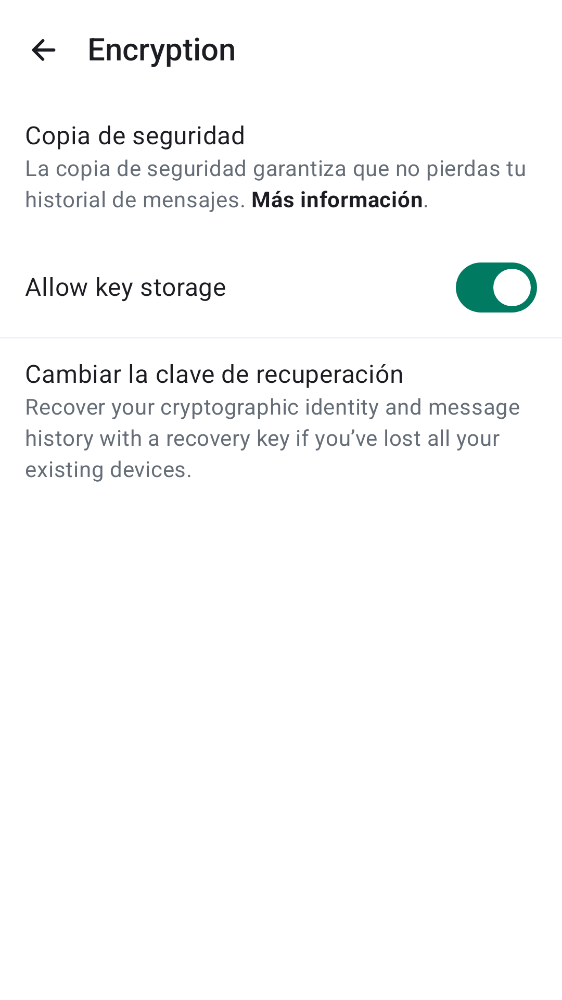 Encryption
Copia de seguridad
La copia de seguridad garantiza que no pierdas tu
historial de mensajes. Más información.
Allow key storage
Cambiar la clave de recuperación
Recover your cryptographic identity and message
history with a recovery key if you’ve lost all your
existing devices.